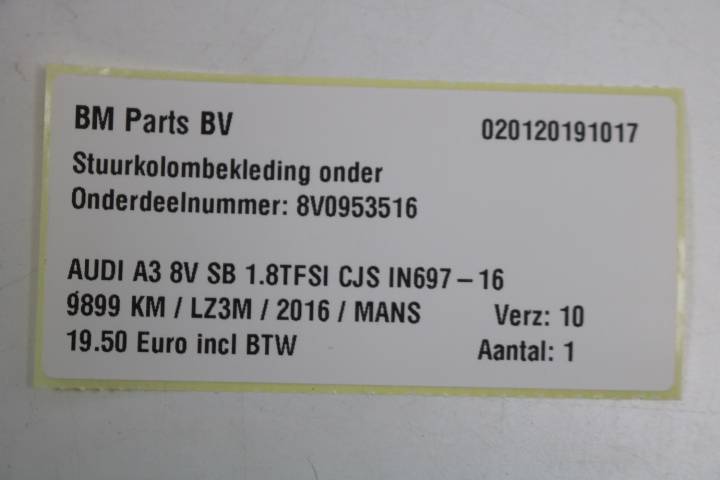 BM Parts BV 020120191017
Stuurkolombekleding onder
Onderdeelnummer: 8V0953516
AUDI A3 8V SB 1.8TFSI CJS IN697-16
9899 KM / LZ3M / 2016 / MANS Verz: 10
19.50 Euro incl BTW Aantal: 1